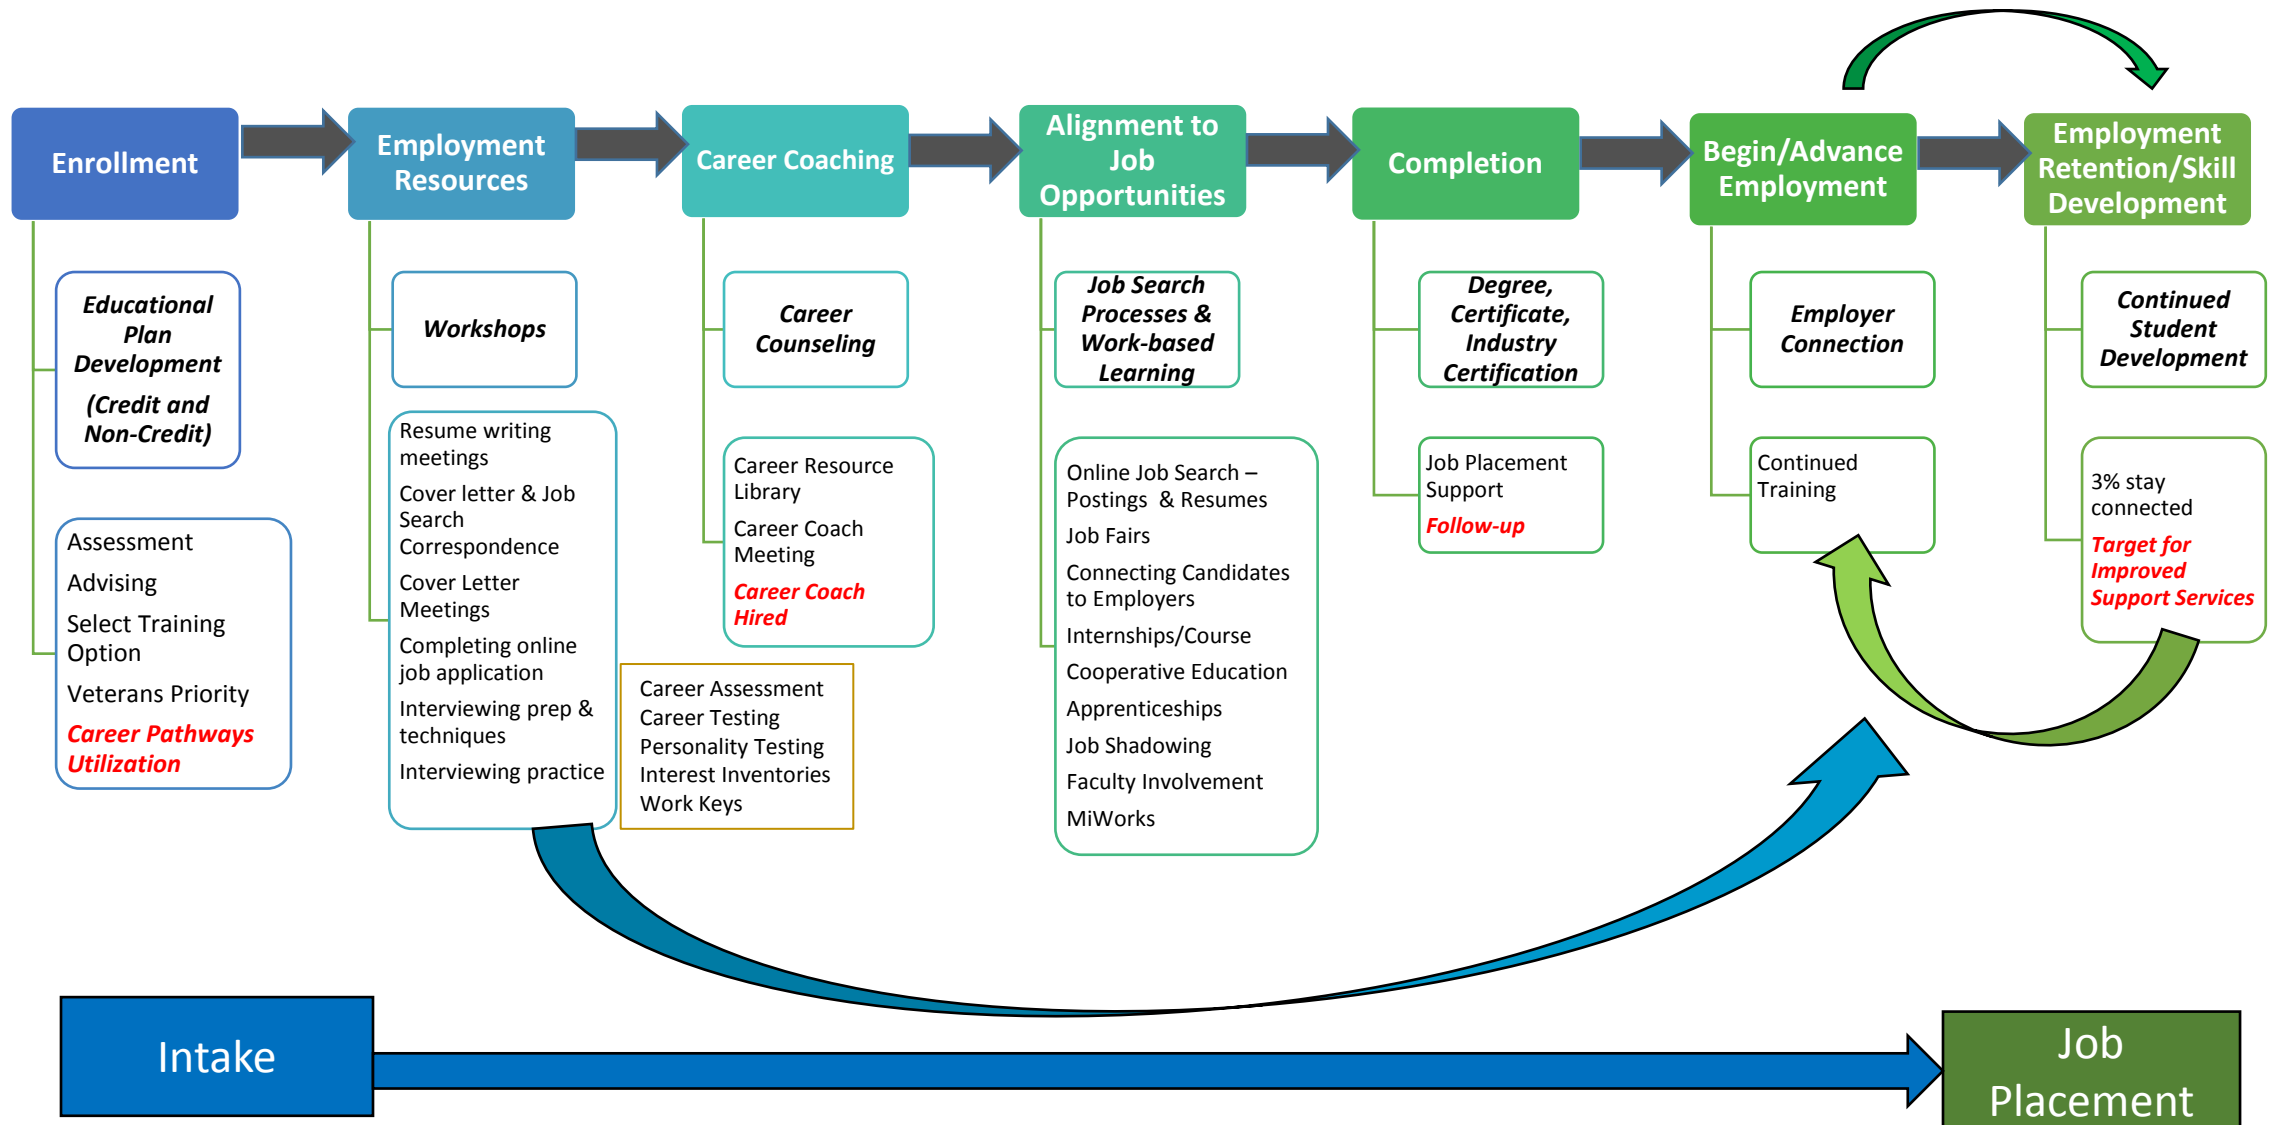 Enrollment
Employment
Resources
Career Coaching
Alignment to
Job
Opportunities
Completion
Begin/Advance
Employment
Employment
Retention/Skill
Development
Educational
Plan
Development
(Credit and
Non-Credit)
Assessment
Advising
Select Training
Option
Veterans Priority
Career Pathways
Utilization
Workshops
Resume writing
meetings
Cover letter & Job
Search
Correspondence
Cover Letter
Meetings
Completing online
job application
Interviewing prep &
techniques
Interviewing practice
Career
Counseling
Career Resource
Library
Career Coach
Meeting
Career Coach
Hired
Career Assessment
Career Testing
Personality Testing
Interest Inventories
Work Keys
Job Search
Processes &
Work-based
Learning
Online Job Search –
Postings & Resumes
Job Fairs
Connecting Candidates
to Employers
Internships/Course
Cooperative Education
Apprenticeships
Job Shadowing
Faculty Involvement
MiWorks
Degree,
Certificate,
Industry
Certification
Job Placement
Support
Follow-up
Employer
Connection
Continued
Training
Continued
Student
Development
3% stay
connected
Target for
Improved
Support Services
Intake
Job
Placement